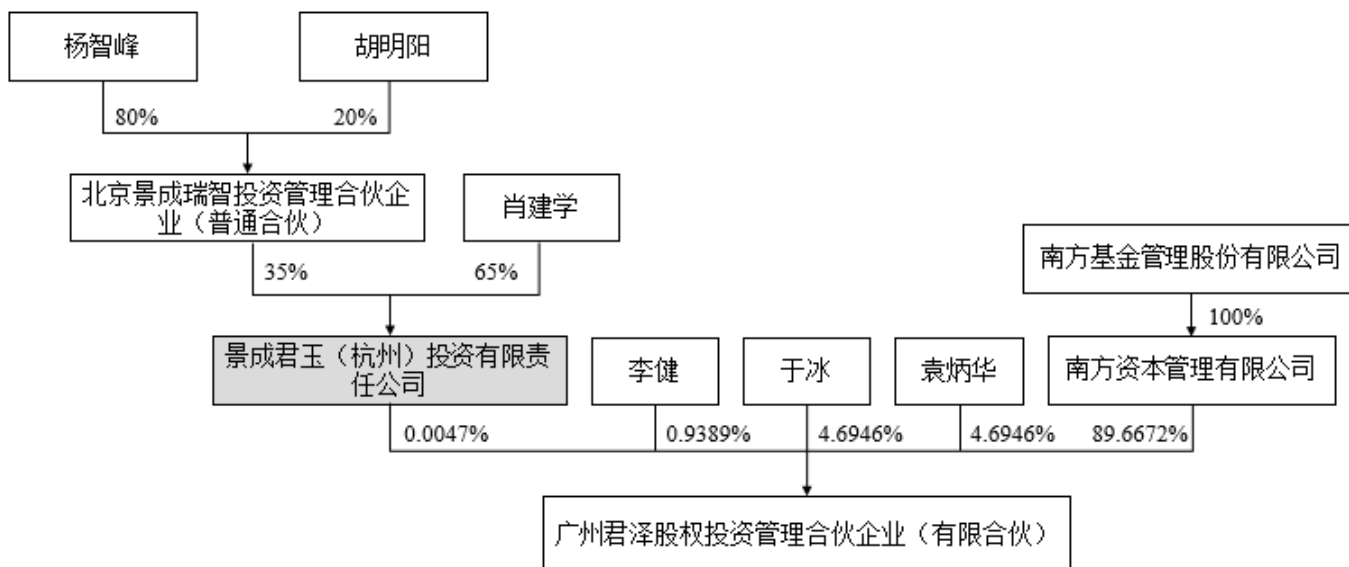 杨智峰
胡明阳
80%
20%
北京景成瑞智投资管理合伙企
业（普通合伙）
肖建学
南方基金管理股份有限公司
35%
65%
100%
景成君玉（杭州）投资有限责
任公司
李健
于冰
袁炳华
南方资本管理有限公司
0.0047%
0.9389%
4.6946%
4.6946%
89.6672%
广州君泽股权投资管理合伙企业（有限合伙）